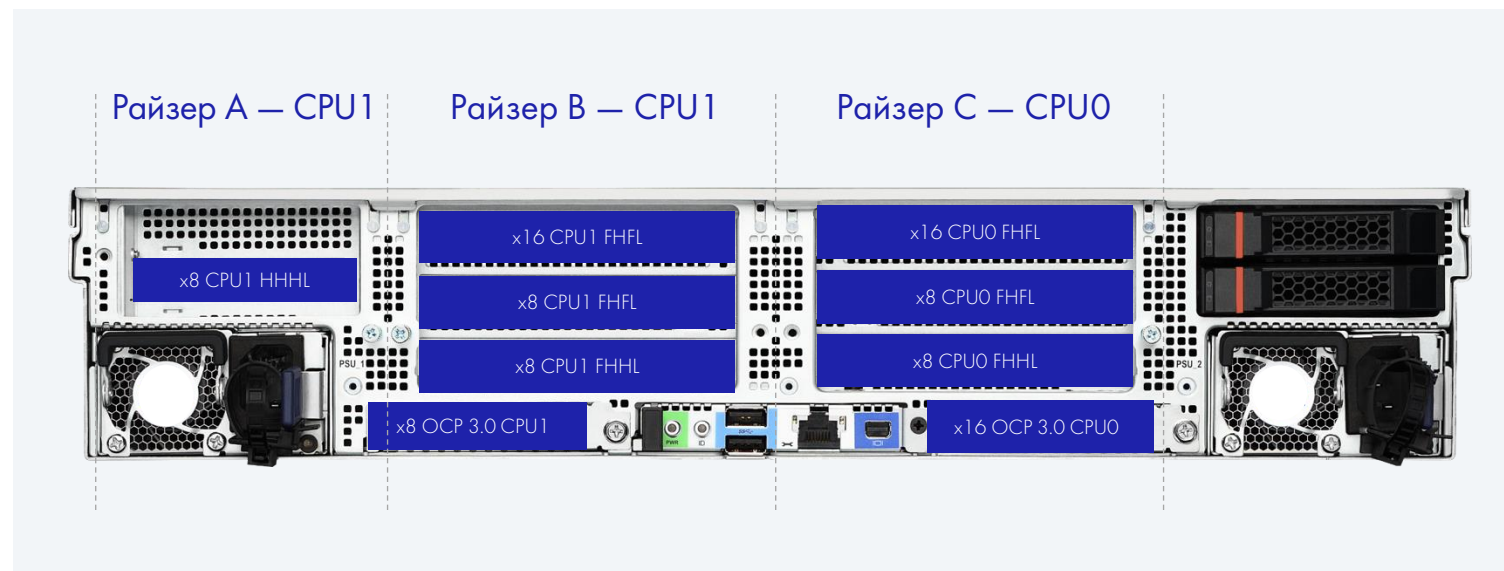 Райзер A — CPU1
Райзер B — CPU1
Райзер C — CPU0
x16 CPU1 FHFL
x16 CPU0 FHFL
x8 CPU1 HHHL
x8 CPU1 FHFL
x8 CPU0 FHFL
x8 CPU1 FHHL
x8 CPU0 FHHL
PSU_1
PSU_2
x8 OCP 3.0 CPU1
PWR
x16 OCP 3.0 CPU0